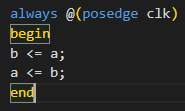 always @(posedge clk)
begin
b <= a;
a <= b;
end